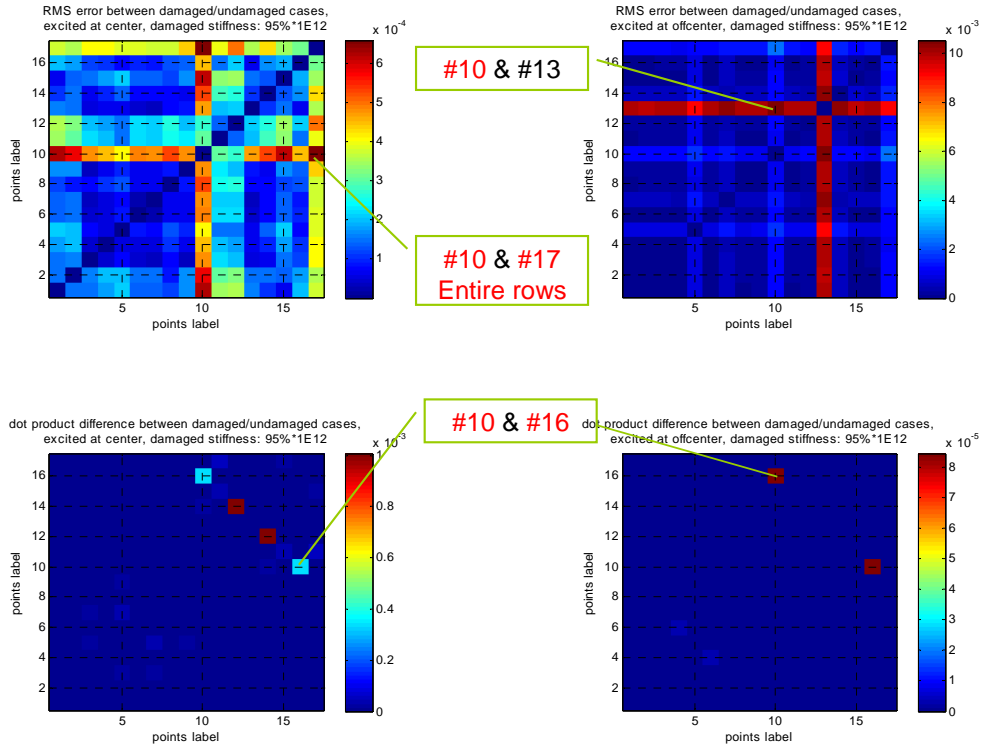 RMS error between damaged/undamaged cases,
excited at center, damaged stiffness: 95%*1E12
x 10⁻⁴
16
14
12
10
8
6
4
2
points label
5
10
15
points label
6
5
4
3
2
1
#10 & #13
#10 & #17
Entire rows
RMS error between damaged/undamaged cases,
excited at offcenter, damaged stiffness: 95%*1E12
x 10⁻³
16
14
12
10
8
6
4
2
points label
5
10
15
points label
10
8
6
4
2
0
dot product difference between damaged/undamaged cases,
excited at center, damaged stiffness: 95%*1E12
x 10⁻³
16
14
12
10
8
6
4
2
points label
5
10
15
points label
1
0.8
0.6
0.4
0.2
0
#10 & #16
dot product difference between damaged/undamaged cases,
excited at offcenter, damaged stiffness: 95%*1E12
x 10⁻⁵
16
14
12
10
8
6
4
2
points label
5
10
15
points label
8
7
6
5
4
3
2
1
0